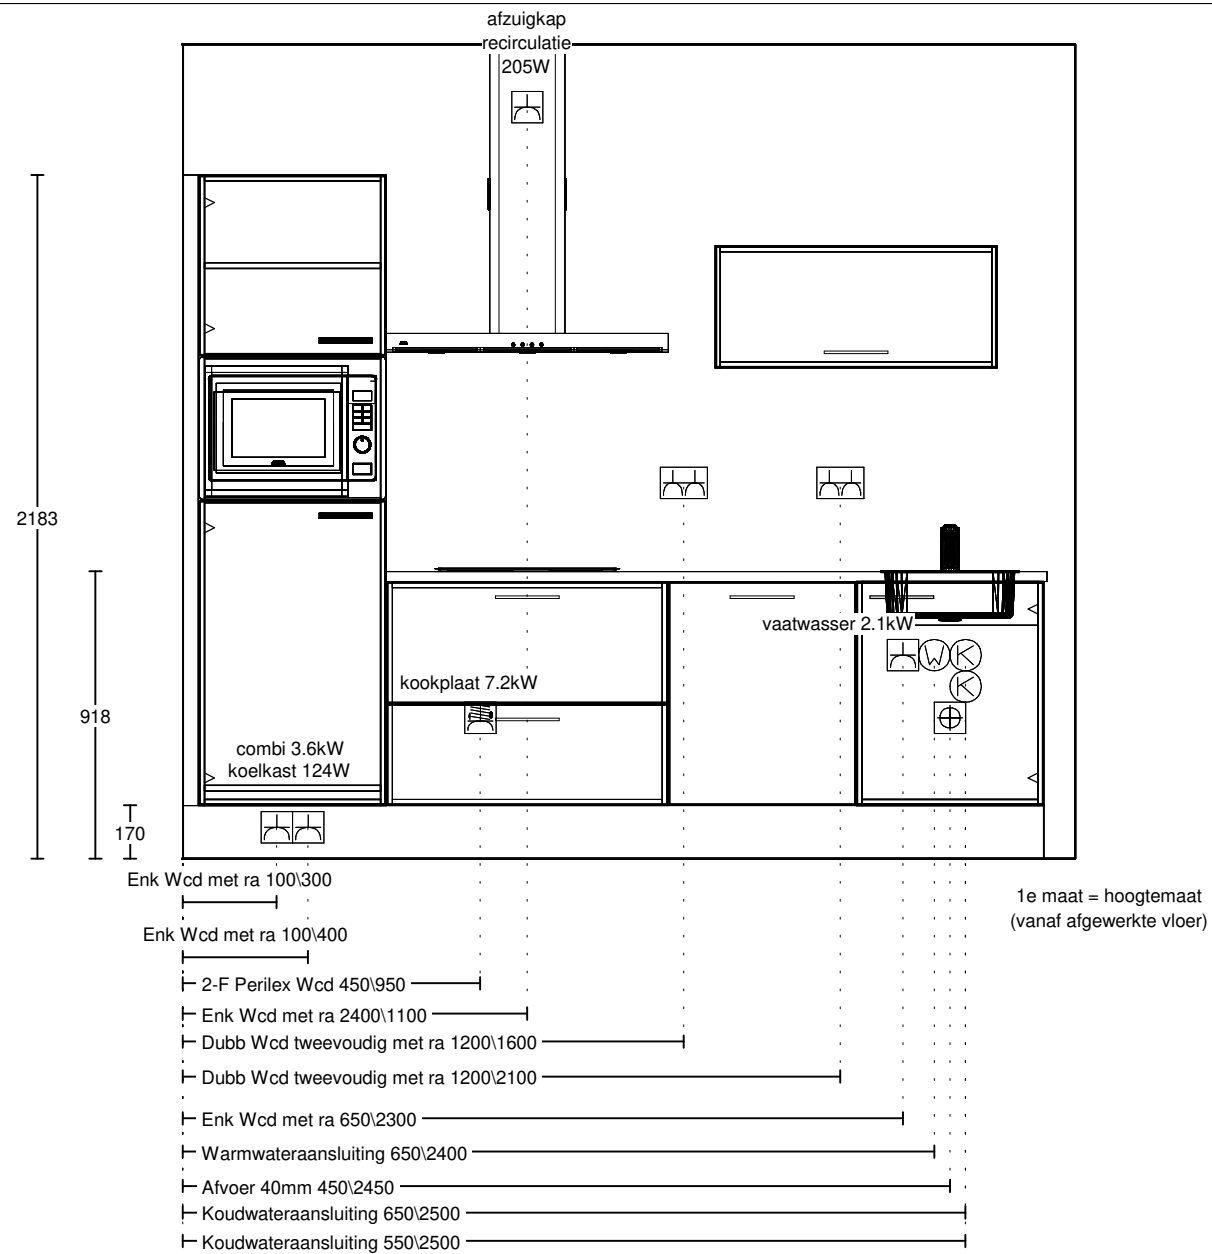 afzuigkap
recirculatie
205W
2183
vaatwasser 2.1kW
W
K
kookplaat 7.2kW
K
918
combi 3.6kW
koelkast 124W
170
Enk Wcd met ra 100\300
1e maat = hoogtemaat
(vanaf afgewerkte vloer)
Enk Wcd met ra 100\400
2-F Perilex Wcd 450\950
Enk Wcd met ra 2400\1100
Dubb Wcd tweevoudig met ra 1200\1600
Dubb Wcd tweevoudig met ra 1200\2100
Enk Wcd met ra 650\2300
Warmwateraansluiting 650\2400
Afvoer 40mm 450\2450
Koudwateraansluiting 650\2500
Koudwateraansluiting 550\2500